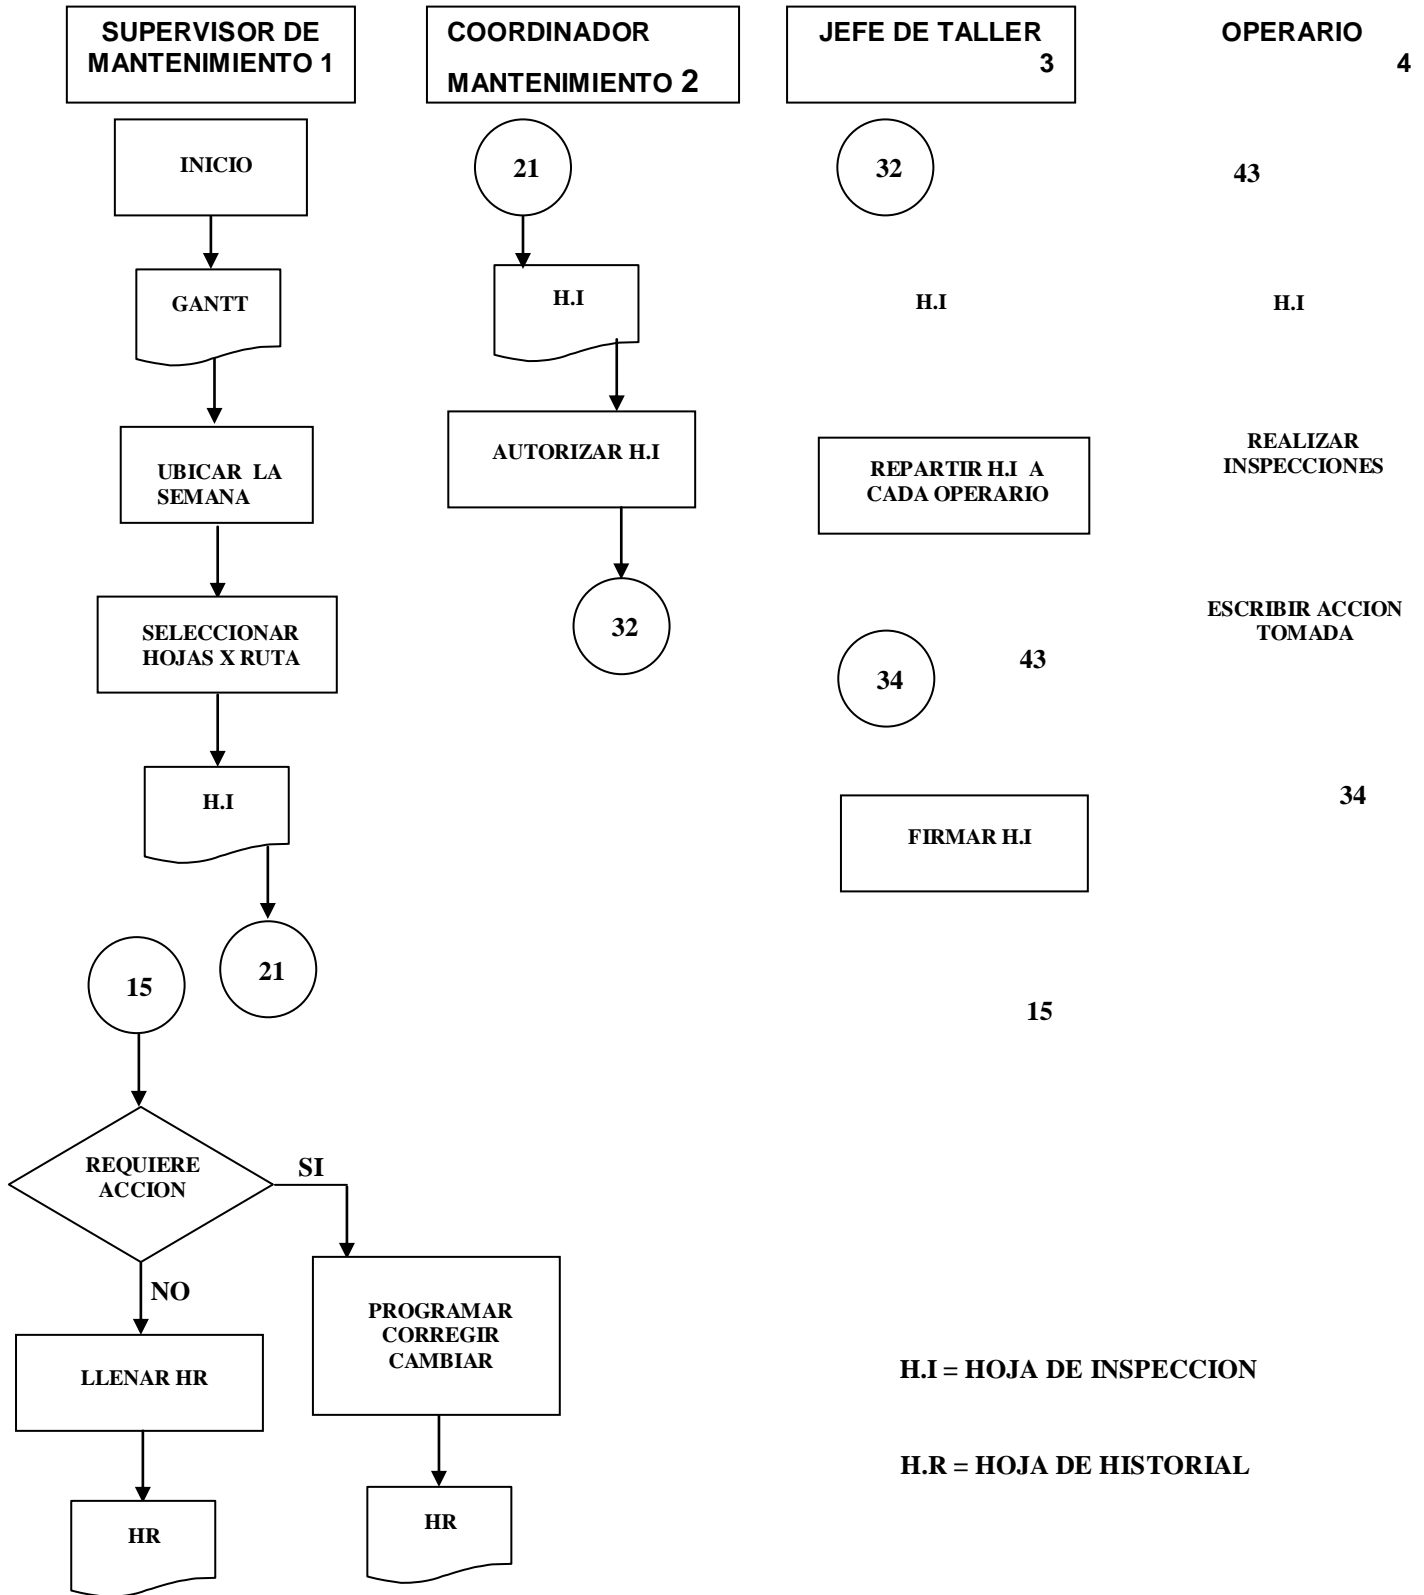 SUPERVISOR DE
MANTENIMIENTO 1
COORDINADOR
MANTENIMIENTO 2
JEFE DE TALLER
3
OPERARIO
4
INICIO
GANTT
UBICAR LA
SEMANA
SELECCIONAR
HOJAS X RUTA
H.I
21
15
REQUIERE
ACCION
SI
NO
LLENAR HR
HR
PROGRAMAR
CORREGIR
CAMBIAR
HR
21
H.I
AUTORIZAR H.I
32
32
H.I
REPARTIR H.I A
CADA OPERARIO
43
34
FIRMAR H.I
15
43
H.I
REALIZAR
INSPECCIONES
ESCRIBIR ACCION
TOMADA
34
H.I = HOJA DE INSPECCION
H.R = HOJA DE HISTORIAL